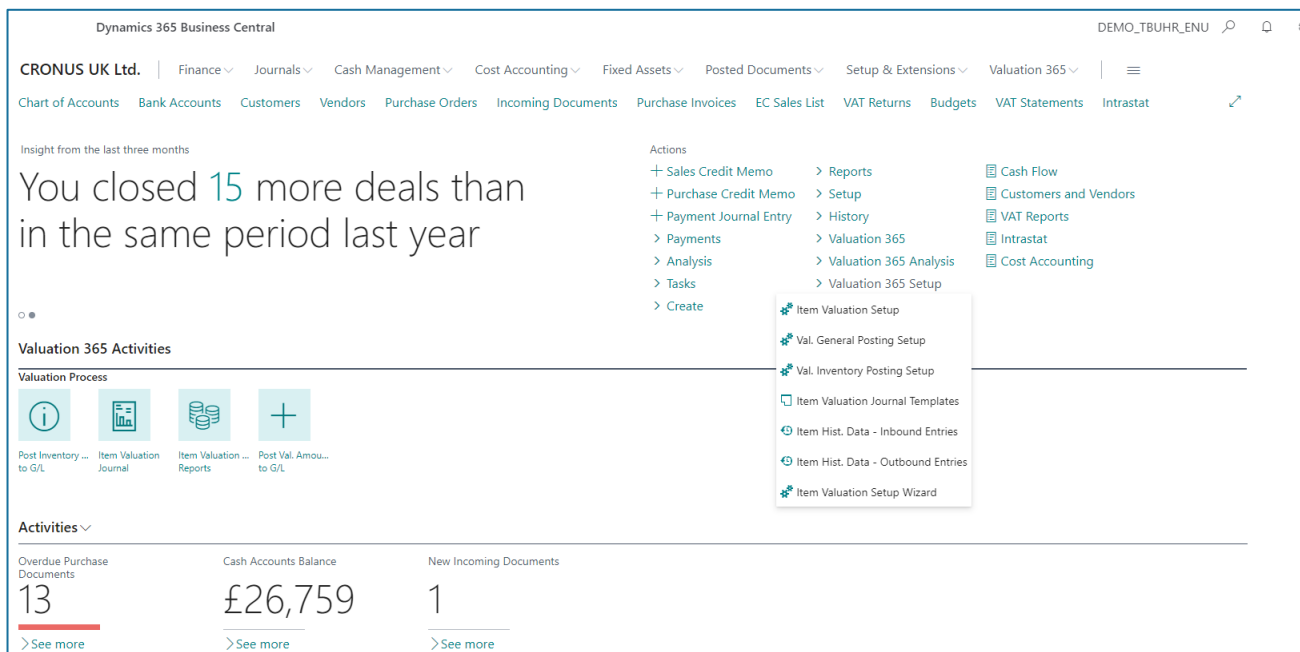 Dynamics 365 Business Central
DEMO_TBUHR_ENU
CRONUS UK Ltd.
Finance
Journals
Cash Management
Cost Accounting
Fixed Assets
Posted Documents
Setup & Extensions
Valuation 365
Chart of Accounts
Bank Accounts
Customers
Vendors
Purchase Orders
Incoming Documents
Purchase Invoices
EC Sales List
VAT Returns
Budgets
VAT Statements
Intrastat
Insight from the last three months
You closed 15 more deals than
in the same period last year
Actions
Sales Credit Memo
Purchase Credit Memo
Payment Journal Entry
Payments
Analysis
Tasks
Create
Reports
Setup
History
Valuation 365
Valuation 365 Analysis
Valuation 365 Setup
Cash Flow
Customers and Vendors
VAT Reports
Intrastat
Cost Accounting
Item Valuation Setup
Val. General Posting Setup
Val. Inventory Posting Setup
Item Valuation Journal Templates
Item Hist. Data - Inbound Entries
Item Hist. Data - Outbound Entries
Item Valuation Setup Wizard
Valuation 365 Activities
Valuation Process
Post Inventory ...
to G/L
Item Valuation
Journal
Item Valuation ...
Reports
Post Val. Amou...
to G/L
Activities
Overdue Purchase
Documents
13
See more
Cash Accounts Balance
£26,759
See more
New Incoming Documents
1
See more